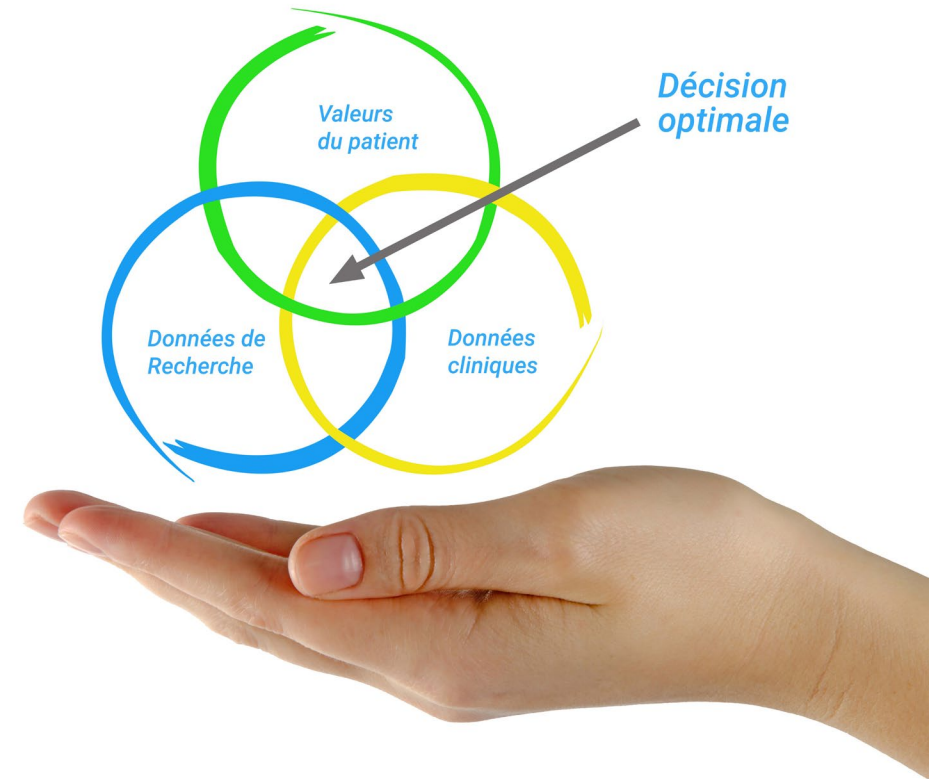 Valeurs
du patient
Décision
optimale
Données de
Recherche
Données
cliniques